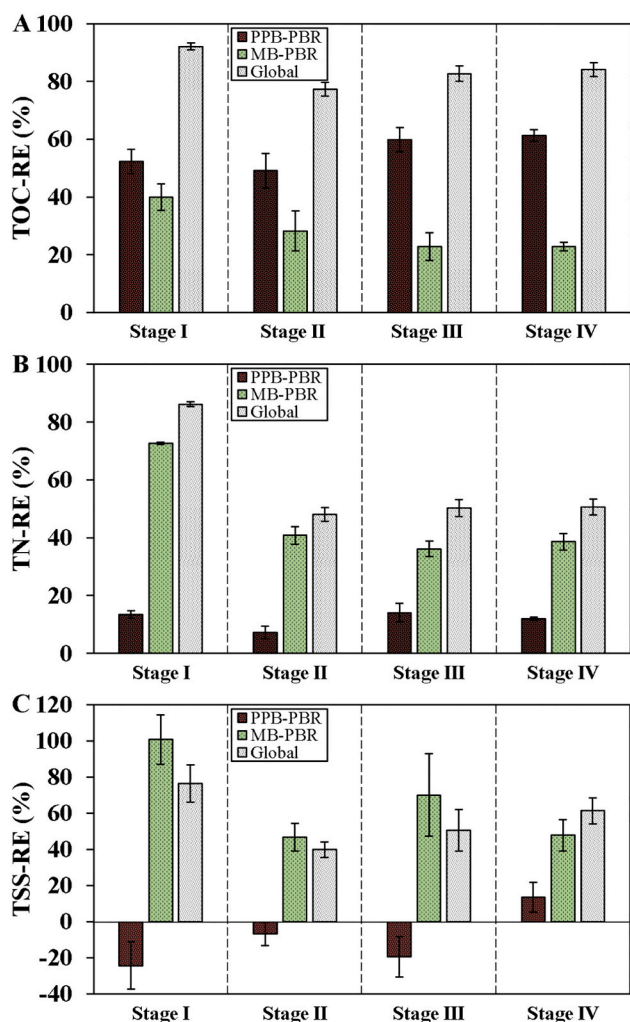 A
TOC-RE (%)
100
80
60
40
20
0
PPB-PBR
MB-PBR
Global
Stage I Stage II Stage III Stage IV
B
TN-RE (%)
100
80
60
40
20
0
PPB-PBR
MB-PBR
Global
Stage I Stage II Stage III Stage IV
C
TSS-RE (%)
120
100
80
60
40
20
0
-20
-40
PPB-PBR
MB-PBR
Global
Stage I Stage II Stage III Stage IV